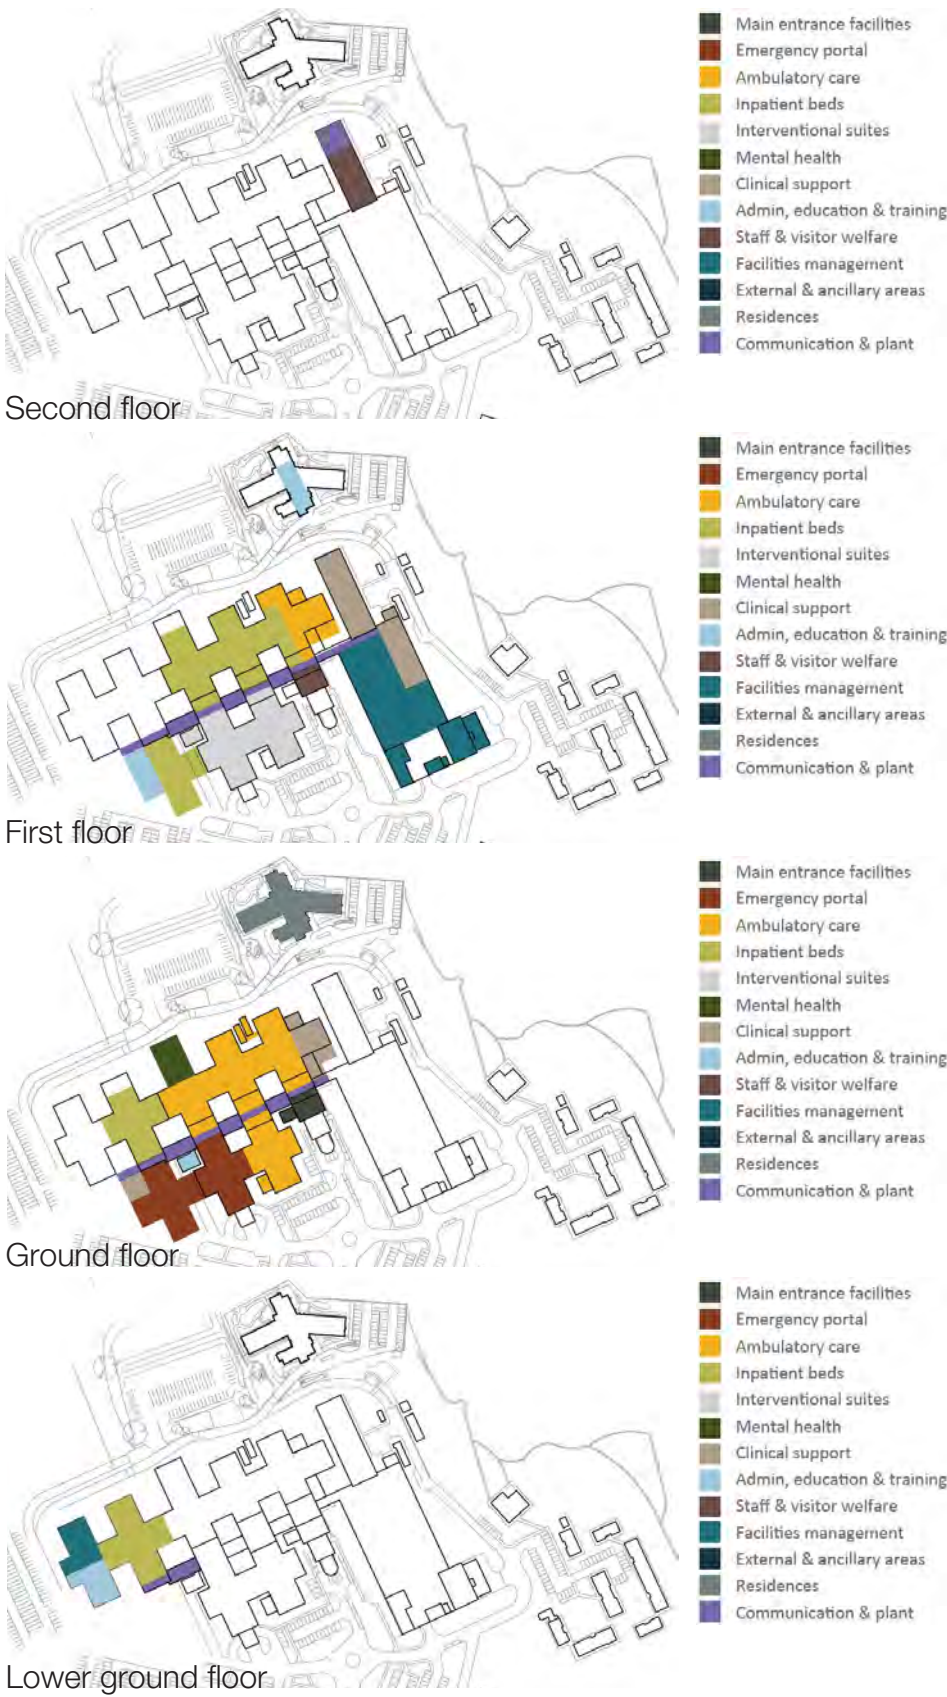 Main entrance facilities
Emergency portal
Ambulatory care
Inpatient beds
Interventional suites
Mental health
Clinical support
Admin, education & training
Staff & visitor welfare
Facilities management
External & ancillary areas
Residences
Communication & plant
Second floor
Main entrance facilities
Emergency portal
Ambulatory care
Inpatient beds
Interventional suites
Mental health
Clinical support
Admin, education & training
Staff & visitor welfare
Facilities management
External & ancillary areas
Residences
Communication & plant
First floor
Main entrance facilities
Emergency portal
Ambulatory care
Inpatient beds
Interventional suites
Mental health
Clinical support
Admin, education & training
Staff & visitor welfare
Facilities management
External & ancillary areas
Residences
Communication & plant
Ground floor
Main entrance facilities
Emergency portal
Ambulatory care
Inpatient beds
Interventional suites
Mental health
Clinical support
Admin, education & training
Staff & visitor welfare
Facilities management
External & ancillary areas
Residences
Communication & plant
Lower ground floor